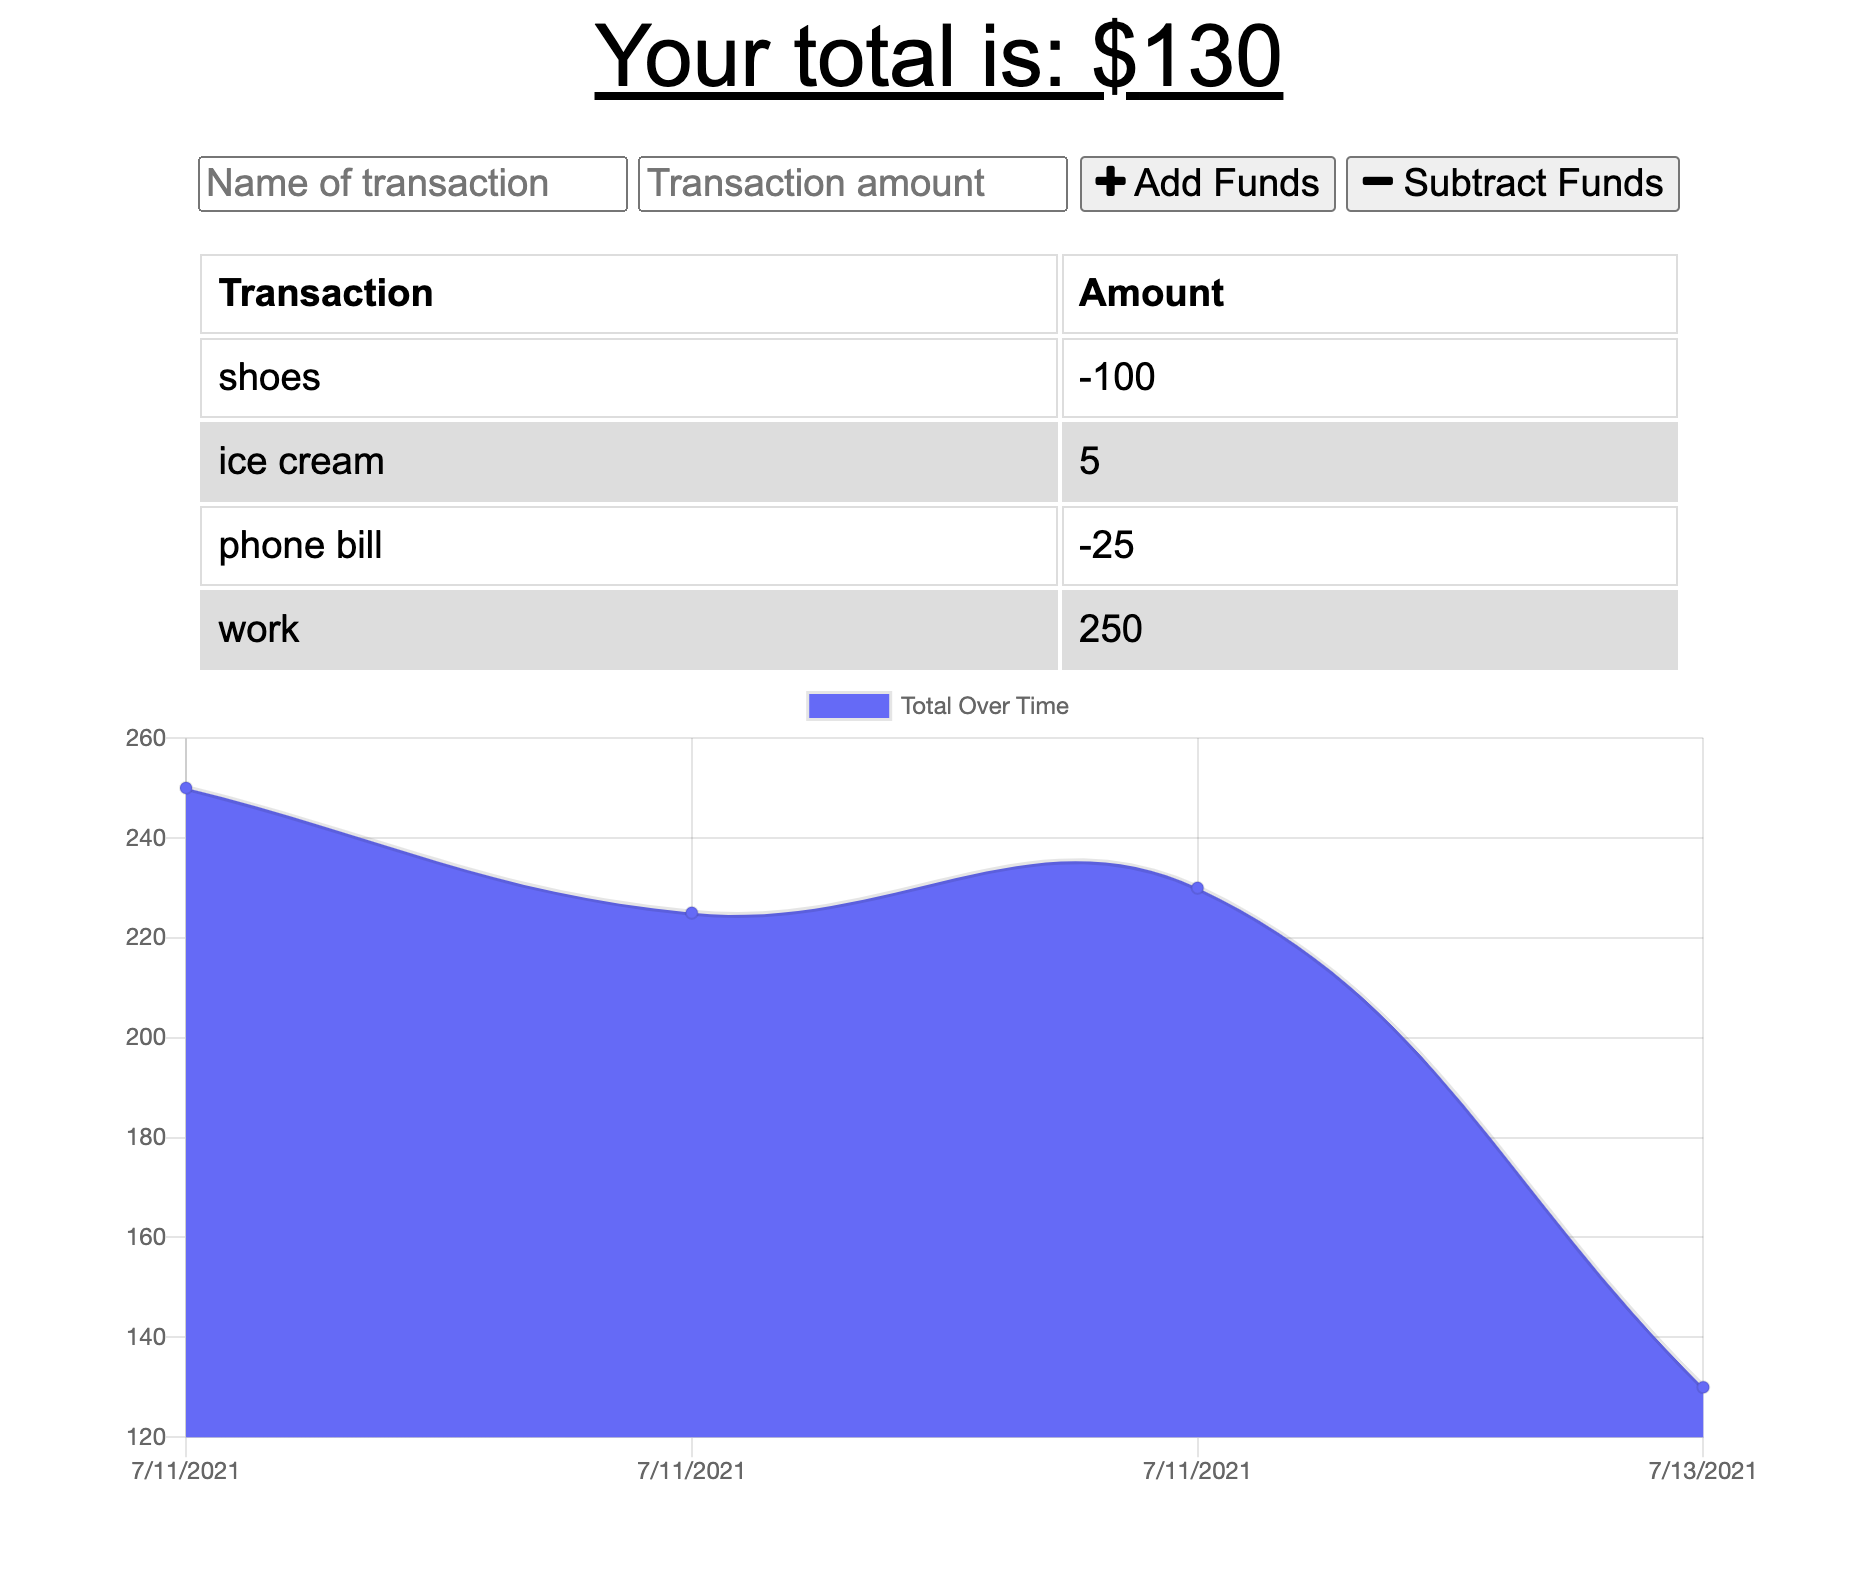 Your total is: $130
Name of transaction Transaction amount Add Funds Subtract Funds
Transaction Amount
shoes -100
ice cream 5
phone bill -25
work 250
Total Over Time
260
240
220
200
180
160
140
120
7/11/2021 7/11/2021 7/11/2021 7/13/2021